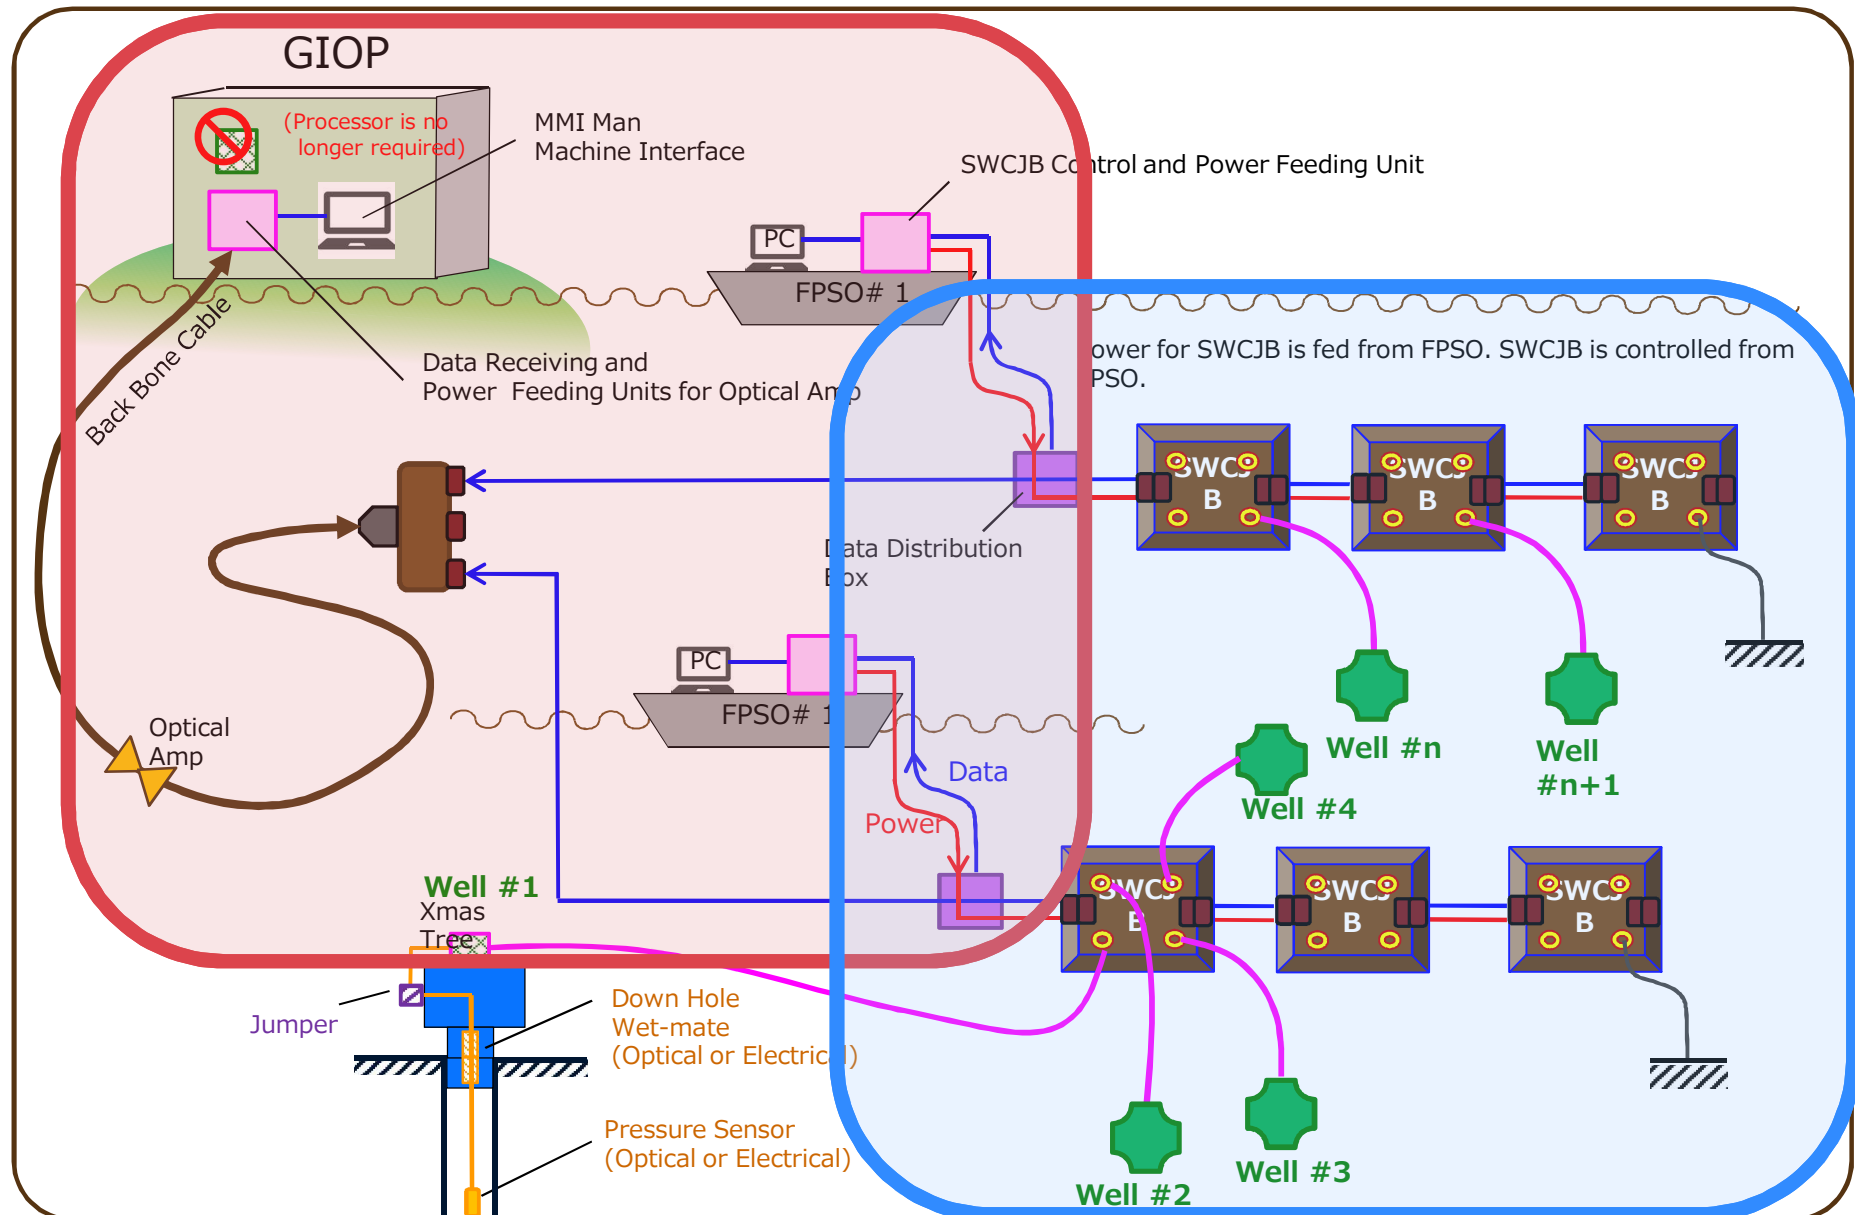 GIOP
(Processor is no
longer required)
MMI Man
Machine Interface
SWCJB Control and Power Feeding Unit
PC
FPSO# 1
Back Bone Cable
Data Receiving and
Power Feeding Units for Optical Amp
ower for SWCJB is fed from FPSO. SWCJB is controlled from
PSO.
SWCJ
B
SWCJ
B
SWCJ
B
Data Distribution
Box
PC
FPSO# 1
Optical
Amp
Data
Power
Well #n
Well
#n+1
Well #4
Well #1
Xmas
Tree
SWCJ
B
SWCJ
B
SWCJ
B
Jumper
Down Hole
Wet-mate
(Optical or Electrical)
Pressure Sensor
(Optical or Electrical)
Well #3
Well #2